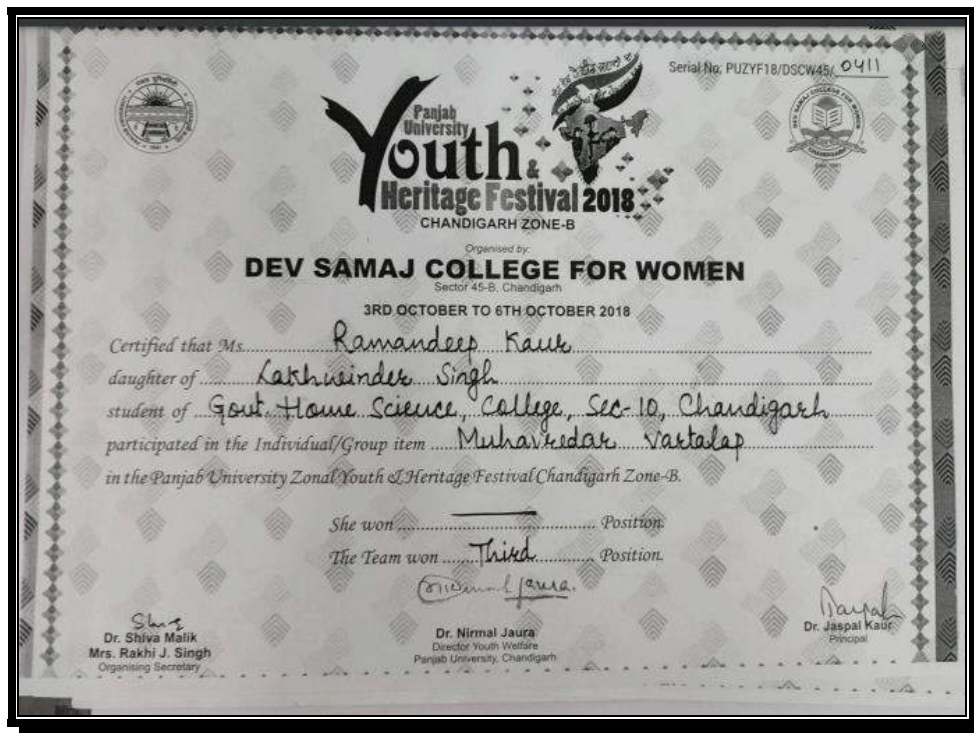 Serial No; PUZYF18/DSCW45/ 0411
Panjab
University
Youth &
Heritage Festival 2018
CHANDIGARH ZONE-B
Organised by:
DEV SAMAJ COLLEGE FOR WOMEN
Sector 45-B, Chandigarh
3RD OCTOBER TO 6TH OCTOBER 2018
Certified that Ms. Ramandeep Kaur
daughter of Lakhwinder Singh
student of Govt. Home Science, College, Sec-10, Chandigarh
participated in the Individual/Group item Muhavredar Vartalap
in the Panjab University Zonal Youth & Heritage Festival Chandigarh Zone-B.
She won — Position.
The Team won Third Position.
Dr. Shiva Malik
Mrs. Rakhi J. Singh
Organising Secretary
Dr. Nirmal Jaura
Director Youth Welfare
Panjab University, Chandigarh
Dr. Jaspal Kaur
Principal